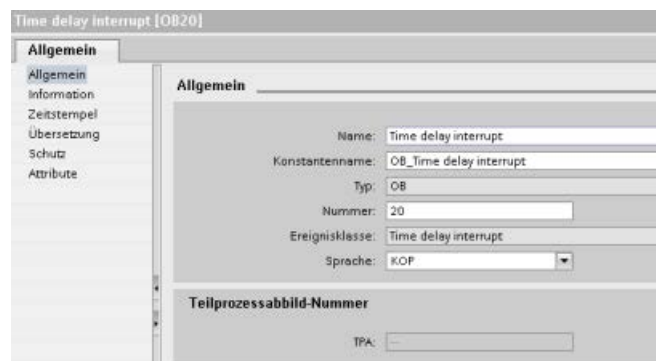 Time delay interrupt [OB20]
Allgemein
Allgemein
Information
Zeitstempel
Übersetzung
Schutz
Attribute
Allgemein
Name: Time delay interrupt
Konstantenname: OB_Time delay interrupt
Typ: OB
Nummer: 20
Ereignisklasse: Time delay interrupt
Sprache: KOP
Teilprozessabbild-Nummer
TPA: ---